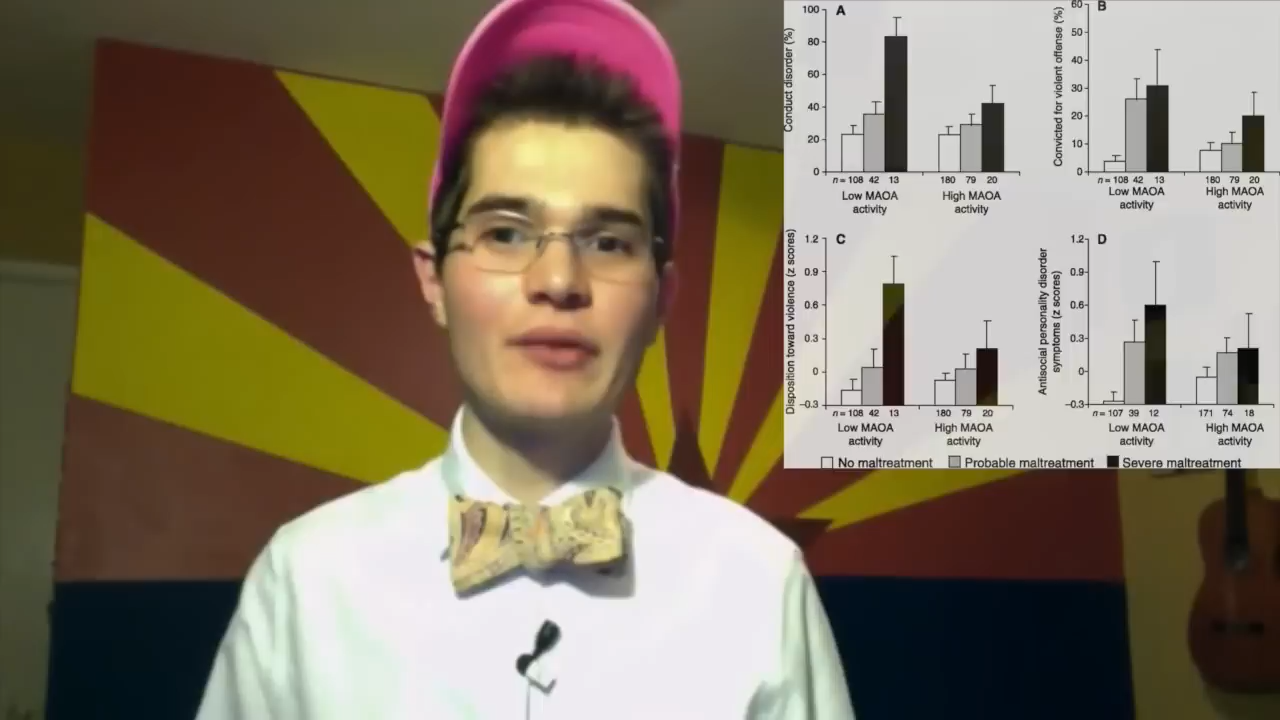 A
Conduct disorder (%)
100
80
60
40
20
0
n = 108 42 13
180 79 20
Low MAOA
activity
High MAOA
activity
B
Convicted for violent offense (%)
60
50
40
30
20
10
0
n = 108 42 13
180 79 20
Low MAOA
activity
High MAOA
activity
C
Disposition toward violence (z scores)
1.2
0.9
0.6
0.3
0
–0.3
n = 108 42 13
180 79 20
Low MAOA
activity
High MAOA
activity
D
Antisocial personality disorder
symptoms (z scores)
1.2
0.9
0.6
0.3
0
–0.3
n = 107 39 12
171 74 18
Low MAOA
activity
High MAOA
activity
No maltreatment Probable maltreatment Severe maltreatment